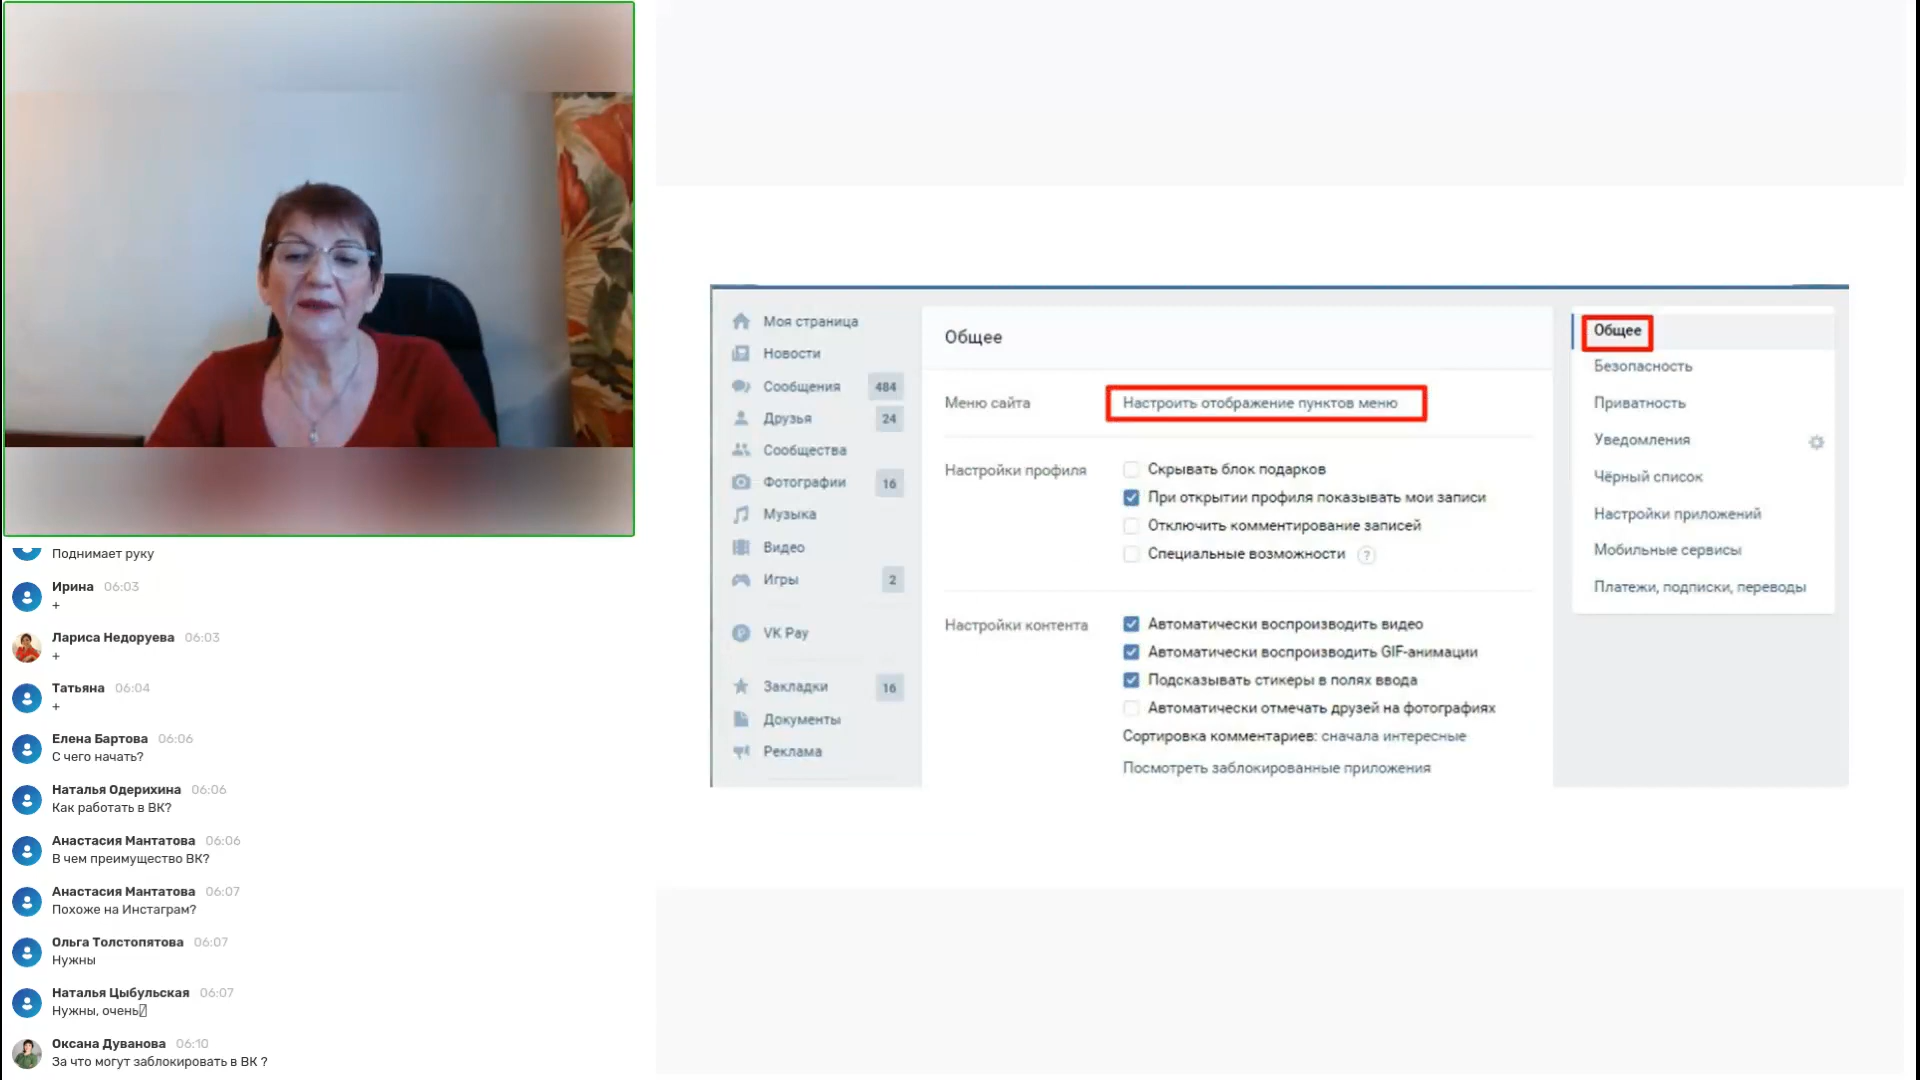 Поднимает руку
Ирина 06:03
+
Лариса Недоруева 06:03
+
Татьяна 06:04
+
Елена Бартова 06:06
С чего начать?
Наталья Одерихина 06:06
Как работать в ВК?
Анастасия Мантатова 06:06
В чем преимущество ВК?
Анастасия Мантатова 06:07
Похоже на Инстаграм?
Ольга Толстопятова 06:07
Нужны
Наталья Цыбульская 06:07
Нужны, очень
Оксана Дуванова 06:10
За что могут заблокировать в ВК ?
Моя страница
Новости
Сообщения 484
Друзья 24
Сообщества
Фотографии 16
Музыка
Видео
Игры 2
VK Pay
Закладки 16
Документы
Реклама
Общее
Меню сайта Настроить отображение пунктов меню
Настройки профиля Скрывать блок подарков
При открытии профиля показывать мои записи
Отключить комментирование записей
Специальные возможности ?
Настройки контента Автоматически воспроизводить видео
Автоматически воспроизводить GIF-анимации
Подсказывать стикеры в полях ввода
Автоматически отмечать друзей на фотографиях
Сортировка комментариев: сначала интересные
Посмотреть заблокированные приложения
Общее
Безопасность
Приватность
Уведомления
Чёрный список
Настройки приложений
Мобильные сервисы
Платежи, подписки, переводы